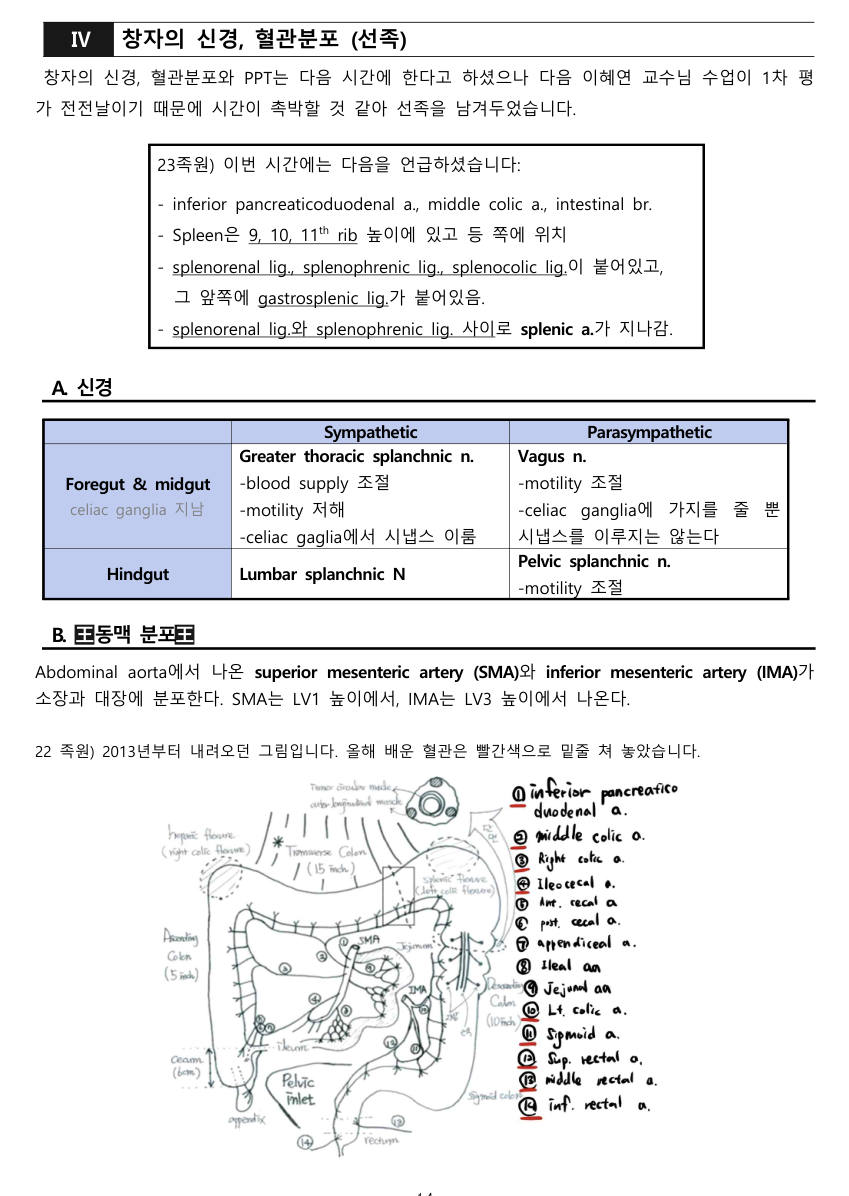 IV 창자의 신경, 혈관분포 (선족)
창자의 신경, 혈관분포와 PPT는 다음 시간에 한다고 하셨으나 다음 이혜연 교수님 수업이 1차 평
가 전전날이기 때문에 시간이 촉박할 것 같아 선족을 남겨두었습니다.
23족원) 이번 시간에는 다음을 언급하셨습니다:
- inferior pancreaticoduodenal a., middle colic a., intestinal br.
- Spleen은 9, 10, 11th rib 높이에 있고 등 쪽에 위치
- splenorenal lig., splenophrenic lig., splenocolic lig.이 붙어있고,
그 앞쪽에 gastrosplenic lig.가 붙어있음.
- splenorenal lig.와 splenophrenic lig. 사이로 splenic a.가 지나감.
A. 신경
Sympathetic
Parasympathetic
Foregut & midgut
celiac ganglia 지남
Greater thoracic splanchnic n.
-blood supply 조절
-motility 저해
-celiac gaglia에서 시냅스 이룸
Vagus n.
-motility 조절
-celiac ganglia에 가지를 줄 뿐
시냅스를 이루지는 않는다
Hindgut
Lumbar splanchnic N
Pelvic splanchnic n.
-motility 조절
B. 王동맥 분포王
Abdominal aorta에서 나온 superior mesenteric artery (SMA)와 inferior mesenteric artery (IMA)가
소장과 대장에 분포한다. SMA는 LV1 높이에서, IMA는 LV3 높이에서 나온다.
22 족원) 2013년부터 내려오던 그림입니다. 올해 배운 혈관은 빨간색으로 밑줄 쳐 놓았습니다.
hepatic flexure
(right colic flexure)
Transverse Colon
(15 inch)
splenic flexure
(left colic flexure)
단면
Ascending
Colon
(5 inch)
SMA
Jejunum
IMA
Descending
Colon
(10 inch)
ileum
cecum
(6cm)
Pelvic
inlet
appendix
Sigmoid colon
rectum
① inferior pancreatico
duodenal a.
② middle colic a.
③ Right colic a.
④ Ileocecal a.
⑤ Ant. cecal a
⑥ post. cecal a.
⑦ appendiceal a.
⑧ Ileal aa
⑨ Jejunal aa
⑩ Lt. colic a.
⑪ Sigmoid a.
⑫ Sup. rectal a.
⑬ middle rectal a.
⑭ inf. rectal a.